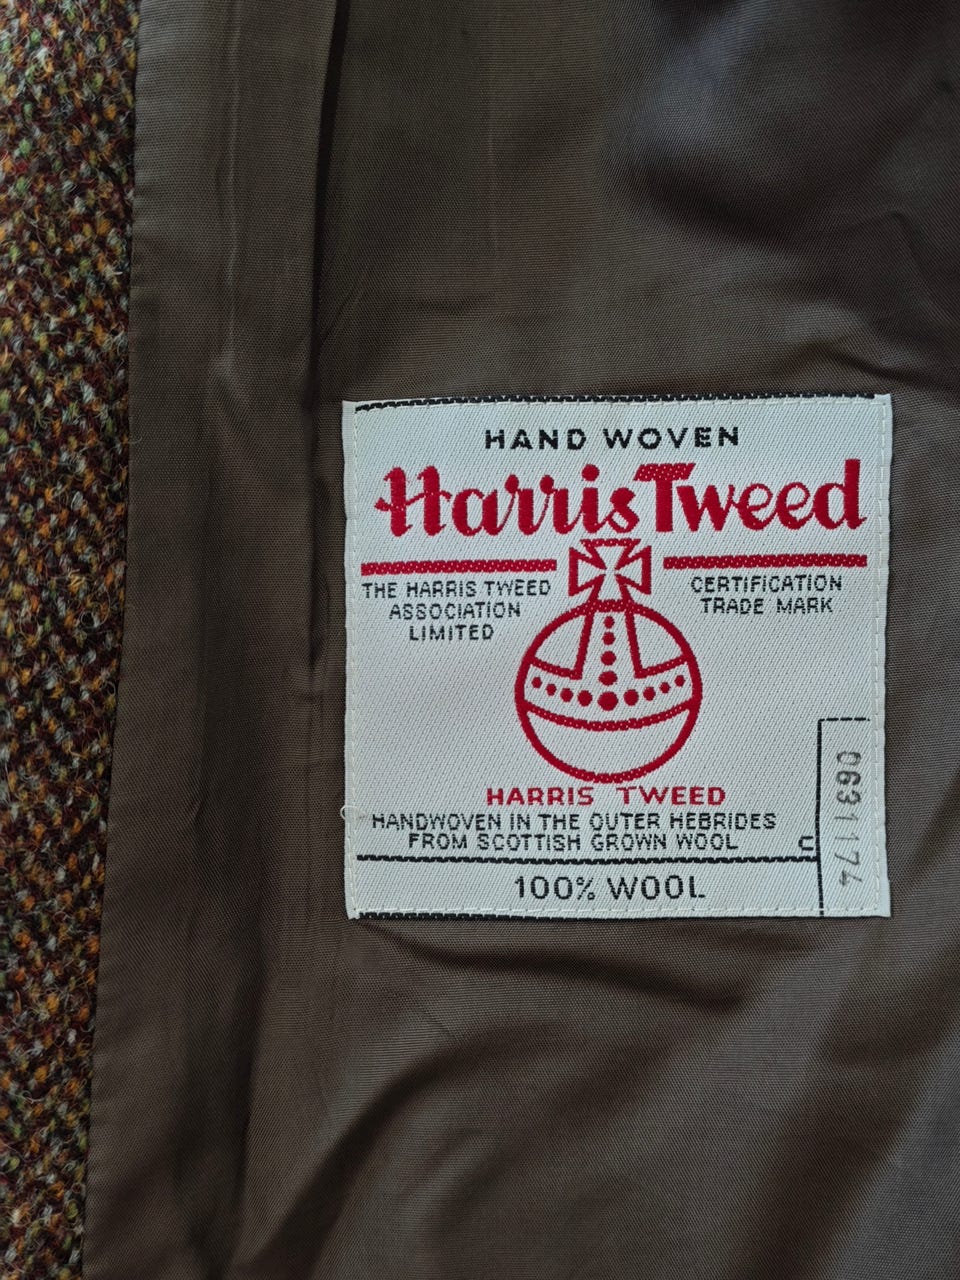 HAND WOVEN
Harris Tweed
THE HARRIS TWEED
ASSOCIATION
LIMITED
CERTIFICATION
TRADE MARK
HARRIS TWEED
HANDWOVEN IN THE OUTER HEBRIDES
FROM SCOTTISH GROWN WOOL
C
0631174
100% WOOL